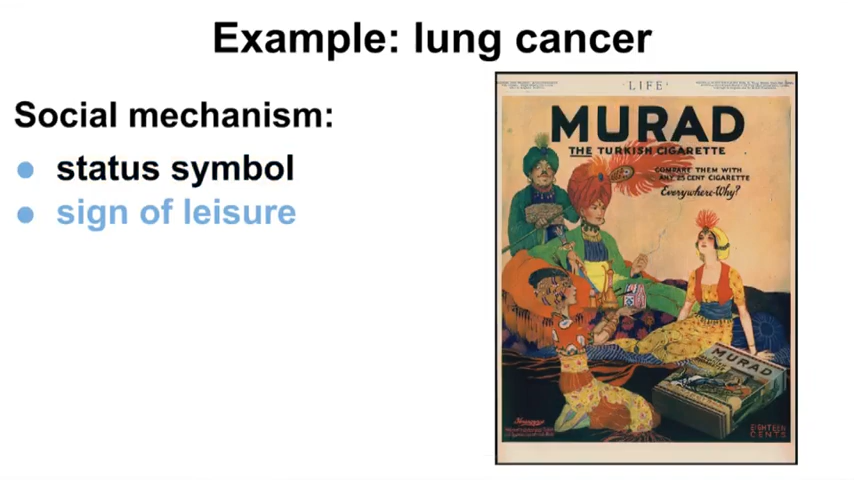 Example: lung cancer
Social mechanism:
status symbol
sign of leisure
LIFE
MURAD
THE TURKISH CIGARETTE
COMPARE THEM WITH
ANY 25 CENT CIGARETTE
Everywhere-Why?
MURAD
EIGHTEEN
CENTS